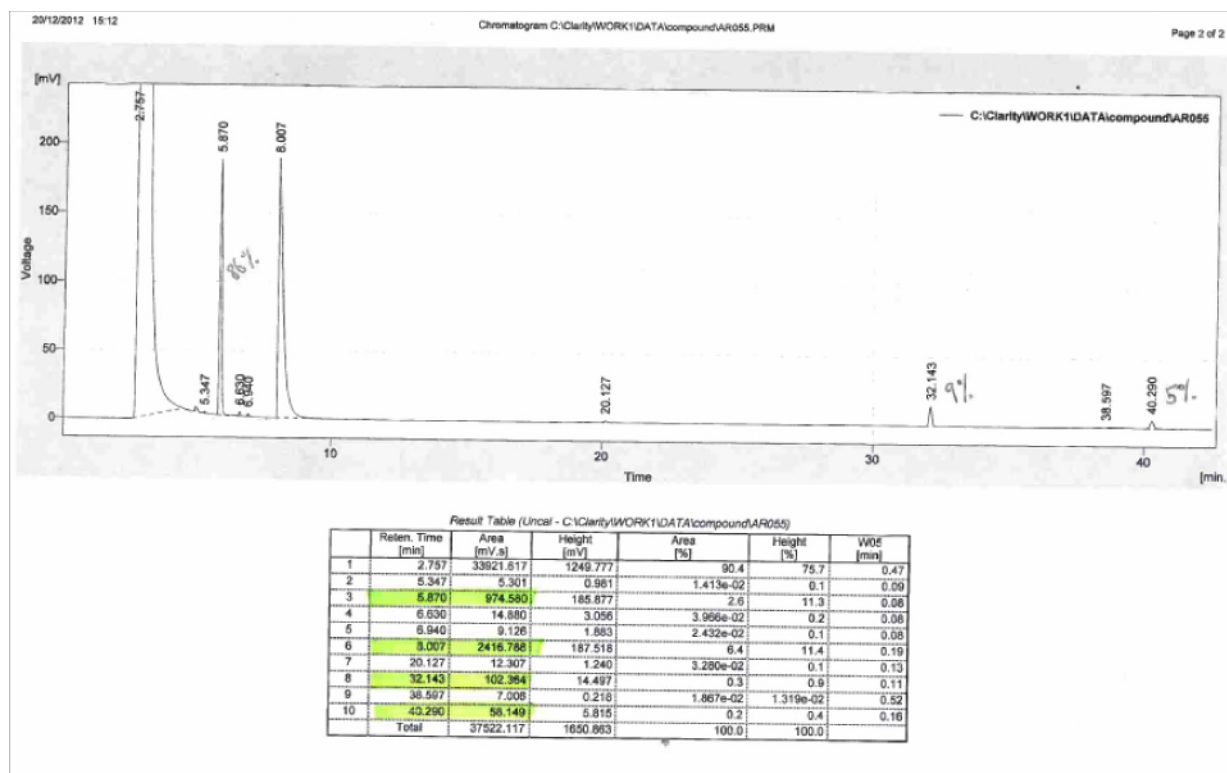 20/12/2012 15:12 Chromatogram C:\Clarity\WORK1\DATA\compound\AR055.PRM Page 2 of 2
[mV]
C:\Clarity\WORK1\DATA\compound\AR055
2.757
5.870
8.007
200
150
100
50
0
Voltage
86%
5.347
6.630
6.940
20.127
32.143
9%
38.597
40.290
5%
10 20 30 40
Time [min.
Result Table (Uncal - C:\Clarity\WORK1\DATA\compound\AR055)
Reten. Time [min] Area [mV.s] Height [mV] Area [%] Height [%] W05 [min]
1 2.757 33921.617 1249.777 90.4 75.7 0.47
2 5.347 5.301 0.981 1.413e-02 0.1 0.09
3 5.870 974.580 185.877 2.6 11.3 0.08
4 6.630 14.880 3.056 3.966e-02 0.2 0.08
5 6.940 9.126 1.883 2.432e-02 0.1 0.08
6 8.007 2416.788 187.518 6.4 11.4 0.19
7 20.127 12.307 1.240 3.280e-02 0.1 0.13
8 32.143 102.364 14.497 0.3 0.9 0.11
9 38.597 7.006 0.218 1.867e-02 1.319e-02 0.52
10 40.290 58.149 5.815 0.2 0.4 0.16
Total 37522.117 1650.863 100.0 100.0